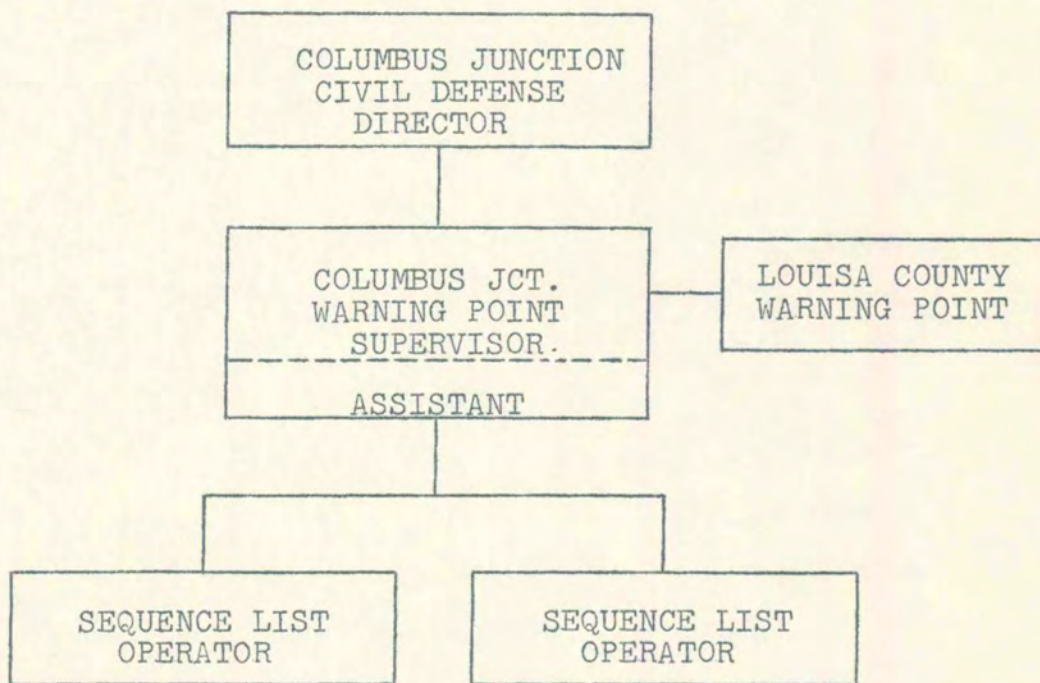 COLUMBUS JUNCTION
CIVIL DEFENSE
DIRECTOR
COLUMBUS JCT.
WARNING POINT
SUPERVISOR.
ASSISTANT
LOUISA COUNTY
WARNING POINT
SEQUENCE LIST
OPERATOR
SEQUENCE LIST
OPERATOR